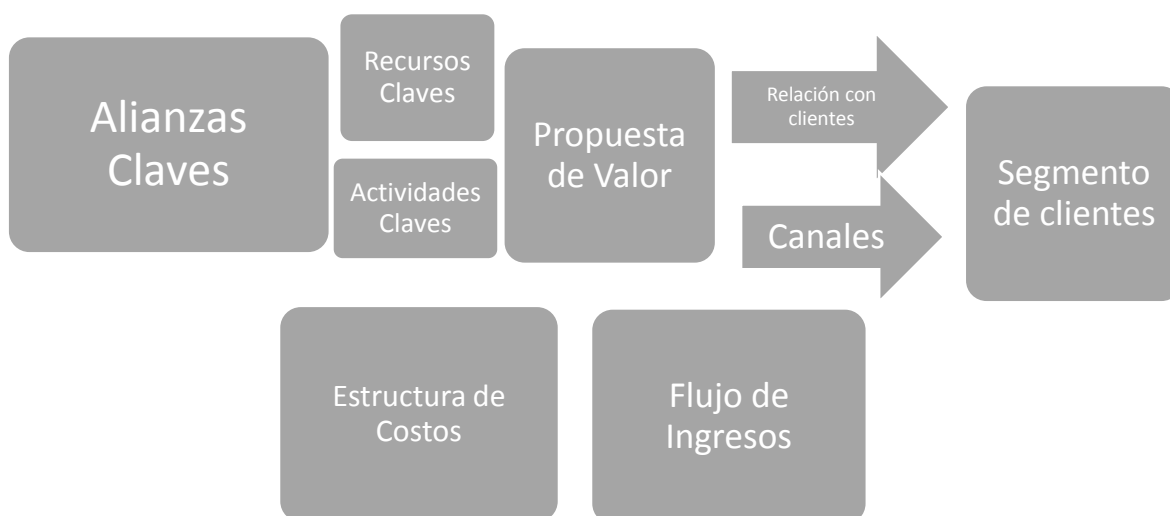 Alianzas
Claves
Recursos
Claves
Actividades
Claves
Propuesta
de Valor
Relación con
clientes
Canales
Segmento
de clientes
Estructura de
Costos
Flujo de
Ingresos